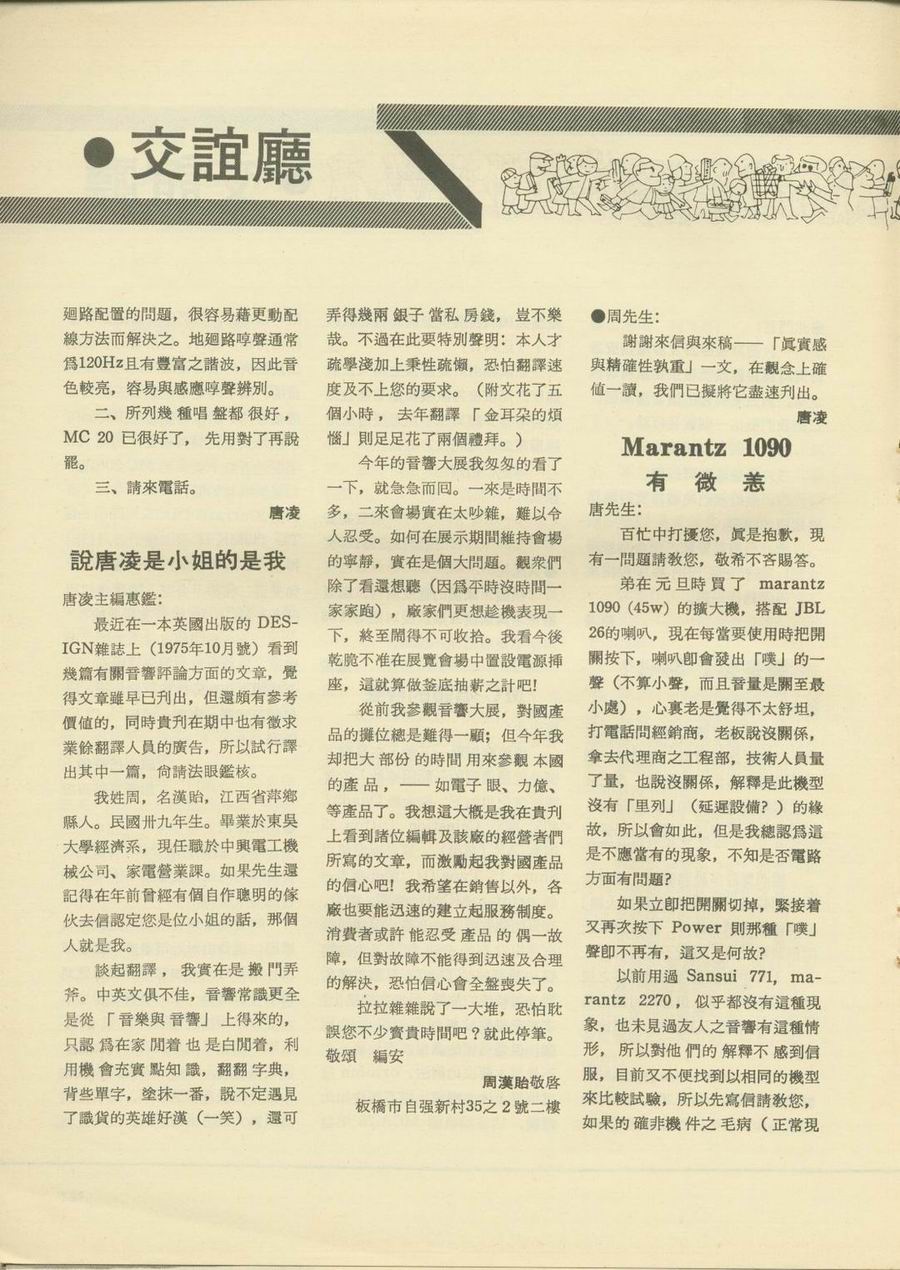 ●交誼廳
廻路配置的問題，很容易藉更動配
線方法而解決之。地廻路哼聲通常
爲120Hz且有豐富之諧波，因此音
色較亮，容易與感應哼聲辨別。
二、所列幾種唱盤都很好，
MC 20 已很好了，先用對了再說
罷。
三、請來電話。
唐凌
說唐凌是小姐的是我
唐凌主編惠鑑：
最近在一本英國出版的 DES-
IGN雜誌上（1975年10月號）看到
幾篇有關音響評論方面的文章，覺
得文章雖早已刋出，但還頗有參考
價値的，同時貴刋在期中也有徵求
業餘翻譯人員的廣告，所以試行譯
出其中一篇，尙請法眼鑑核。
我姓周，名漢貽，江西省萍鄉
縣人。民國卅九年生。畢業於東吳
大學經濟系，現任職於中興電工機
械公司、家電營業課。如果先生還
記得在年前曾經有個自作聰明的傢
伙去信認定您是位小姐的話，那個
人就是我。
談起翻譯，我實在是搬門弄
斧。中英文俱不佳，音響常識更全
是從「音樂與音響」上得來的，
只認爲在家閒着也是白閒着，利
用機會充實點知識，翻翻字典，
背些單字，塗抹一番，說不定遇見
了識貨的英雄好漢（一笑），還可
弄得幾兩銀子當私房錢，豈不樂
哉。不過在此要特別聲明：本人才
疏學淺加上秉性疏懶，恐怕翻譯速
度及不上您的要求。（附文花了五
個小時，去年翻譯「金耳朶的煩
惱」則足足花了兩個禮拜。）
今年的音響大展我匆匆的看了
一下，就急急而囘。一來是時間不
多，二來會場實在太吵雜，難以令
人忍受。如何在展示期間維持會場
的寧靜，實在是個大問題。觀衆們
除了看還想聽（因爲平時沒時間一
家家跑），廠家們更想趁機表現一
下，終至鬧得不可收拾。我看今後
乾脆不准在展覽會場中置設電源揷
座，這就算做釜底抽薪之計吧！
從前我參觀音響大展，對國產
品的攤位總是難得一顧；但今年我
却把大部份的時間用來參觀本國
的產品，——如電子眼、力億、
等產品了。我想這大槪是我在貴刋
上看到諸位編輯及該廠的經營者們
所寫的文章，而激勵起我對國產品
的信心吧！我希望在銷售以外，各
廠也要能迅速的建立起服務制度。
消費者或許能忍受產品的偶一故
障，但對故障不能得到迅速及合理
的解決，恐怕信心會全盤喪失了。
拉拉雜雜說了一大堆，恐怕耽
誤您不少寳貴時間吧？就此停筆。
敬頌　編安
周漢貽敬啓
板橋市自强新村35之2號二樓
●周先生：
謝謝來信與來稿——「眞實感
與精確性孰重」一文，在觀念上確
値一讀，我們已擬將它盡速刋出。
唐凌
Marantz 1090
有微恙
唐先生：
百忙中打擾您，眞是抱歉，現
有一問題請敎您，敬希不吝賜答。
弟在元旦時買了 marantz
1090 (45w) 的擴大機，搭配 JBL
26的喇叭，現在每當要使用時把開
關按下，喇叭卽會發出「噗」的一
聲（不算小聲，而且音量是關至最
小處），心裏老是覺得不太舒坦，
打電話問經銷商，老板說沒關係，
拿去代理商之工程部，技術人員量
了量，也說沒關係，解釋是此機型
沒有「里列」（延遲設備？）的緣
故，所以會如此，但是我總認爲這
是不應當有的現象，不知是否電路
方面有問題？
如果立卽把開關切掉，緊接着
又再次按下 Power 則那種「噗」
聲卽不再有，這又是何故？
以前用過 Sansui 771, ma-
rantz 2270，似乎都沒有這種現
象，也未見過友人之音響有這種情
形，所以對他們的解釋不感到信
服，目前又不便找到以相同的機型
來比較試驗，所以先寫信請敎您，
如果的確非機件之毛病（正常現